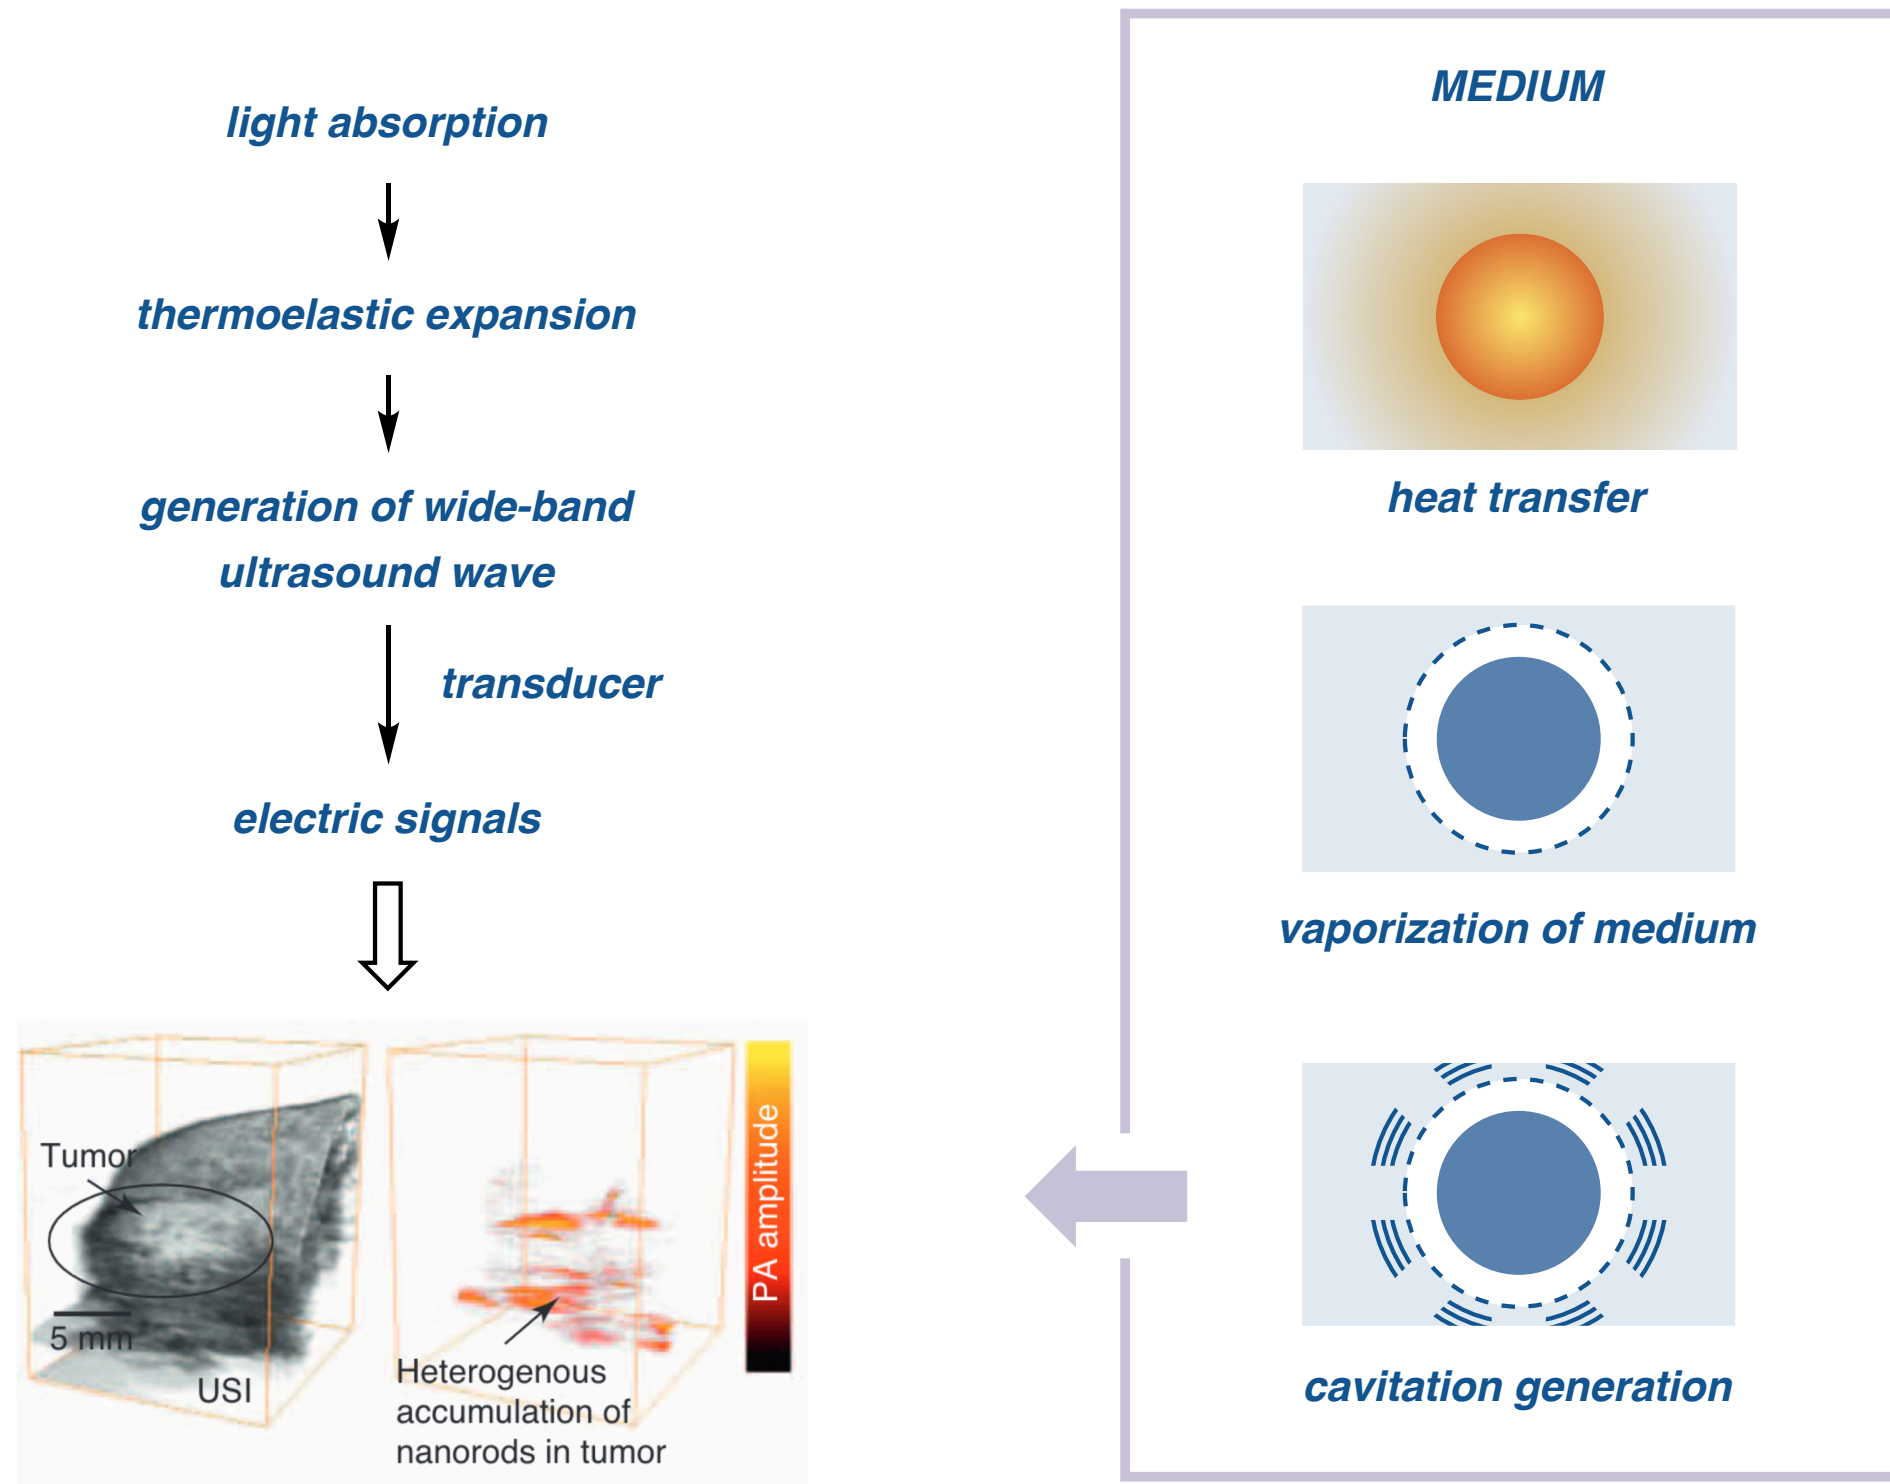 light absorption
thermoelastic expansion
generation of wide-band
ultrasound wave
transducer
electric signals
Tumor
5 mm
USI
Heterogenous
accumulation of
nanorods in tumor
PA amplitude
MEDIUM
heat transfer
vaporization of medium
cavitation generation